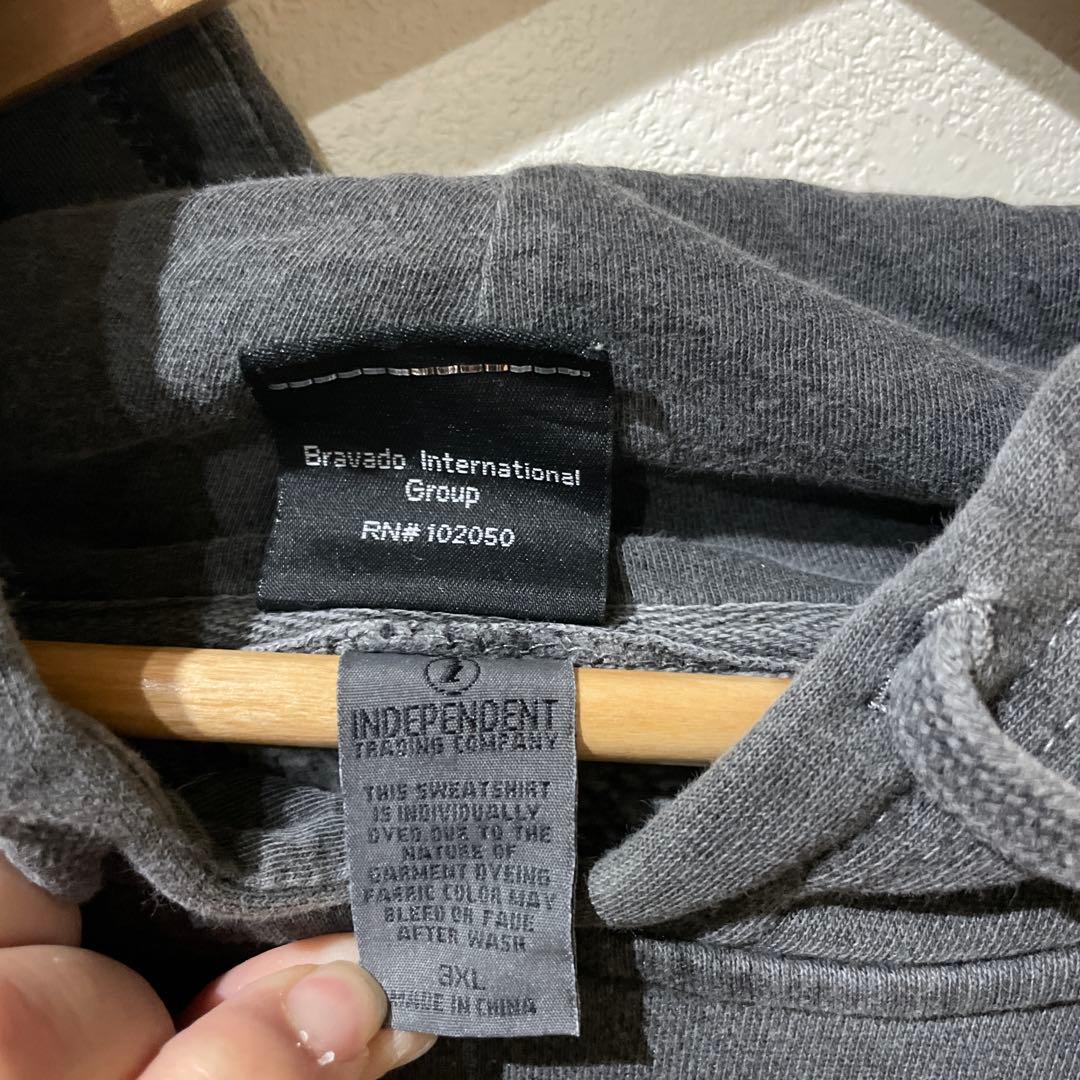 Bravado International
Group
RN# 102050
INDEPENDENT
TRADING COMPANY
THIS SWEATSHIRT
IS INDIVIDUALLY
DYED. DUE TO THE
NATURE OF
GARMENT DYEING
FABRIC COLOR MAY
BLEED OR FADE
AFTER WASH
3XL
MADE IN CHINA